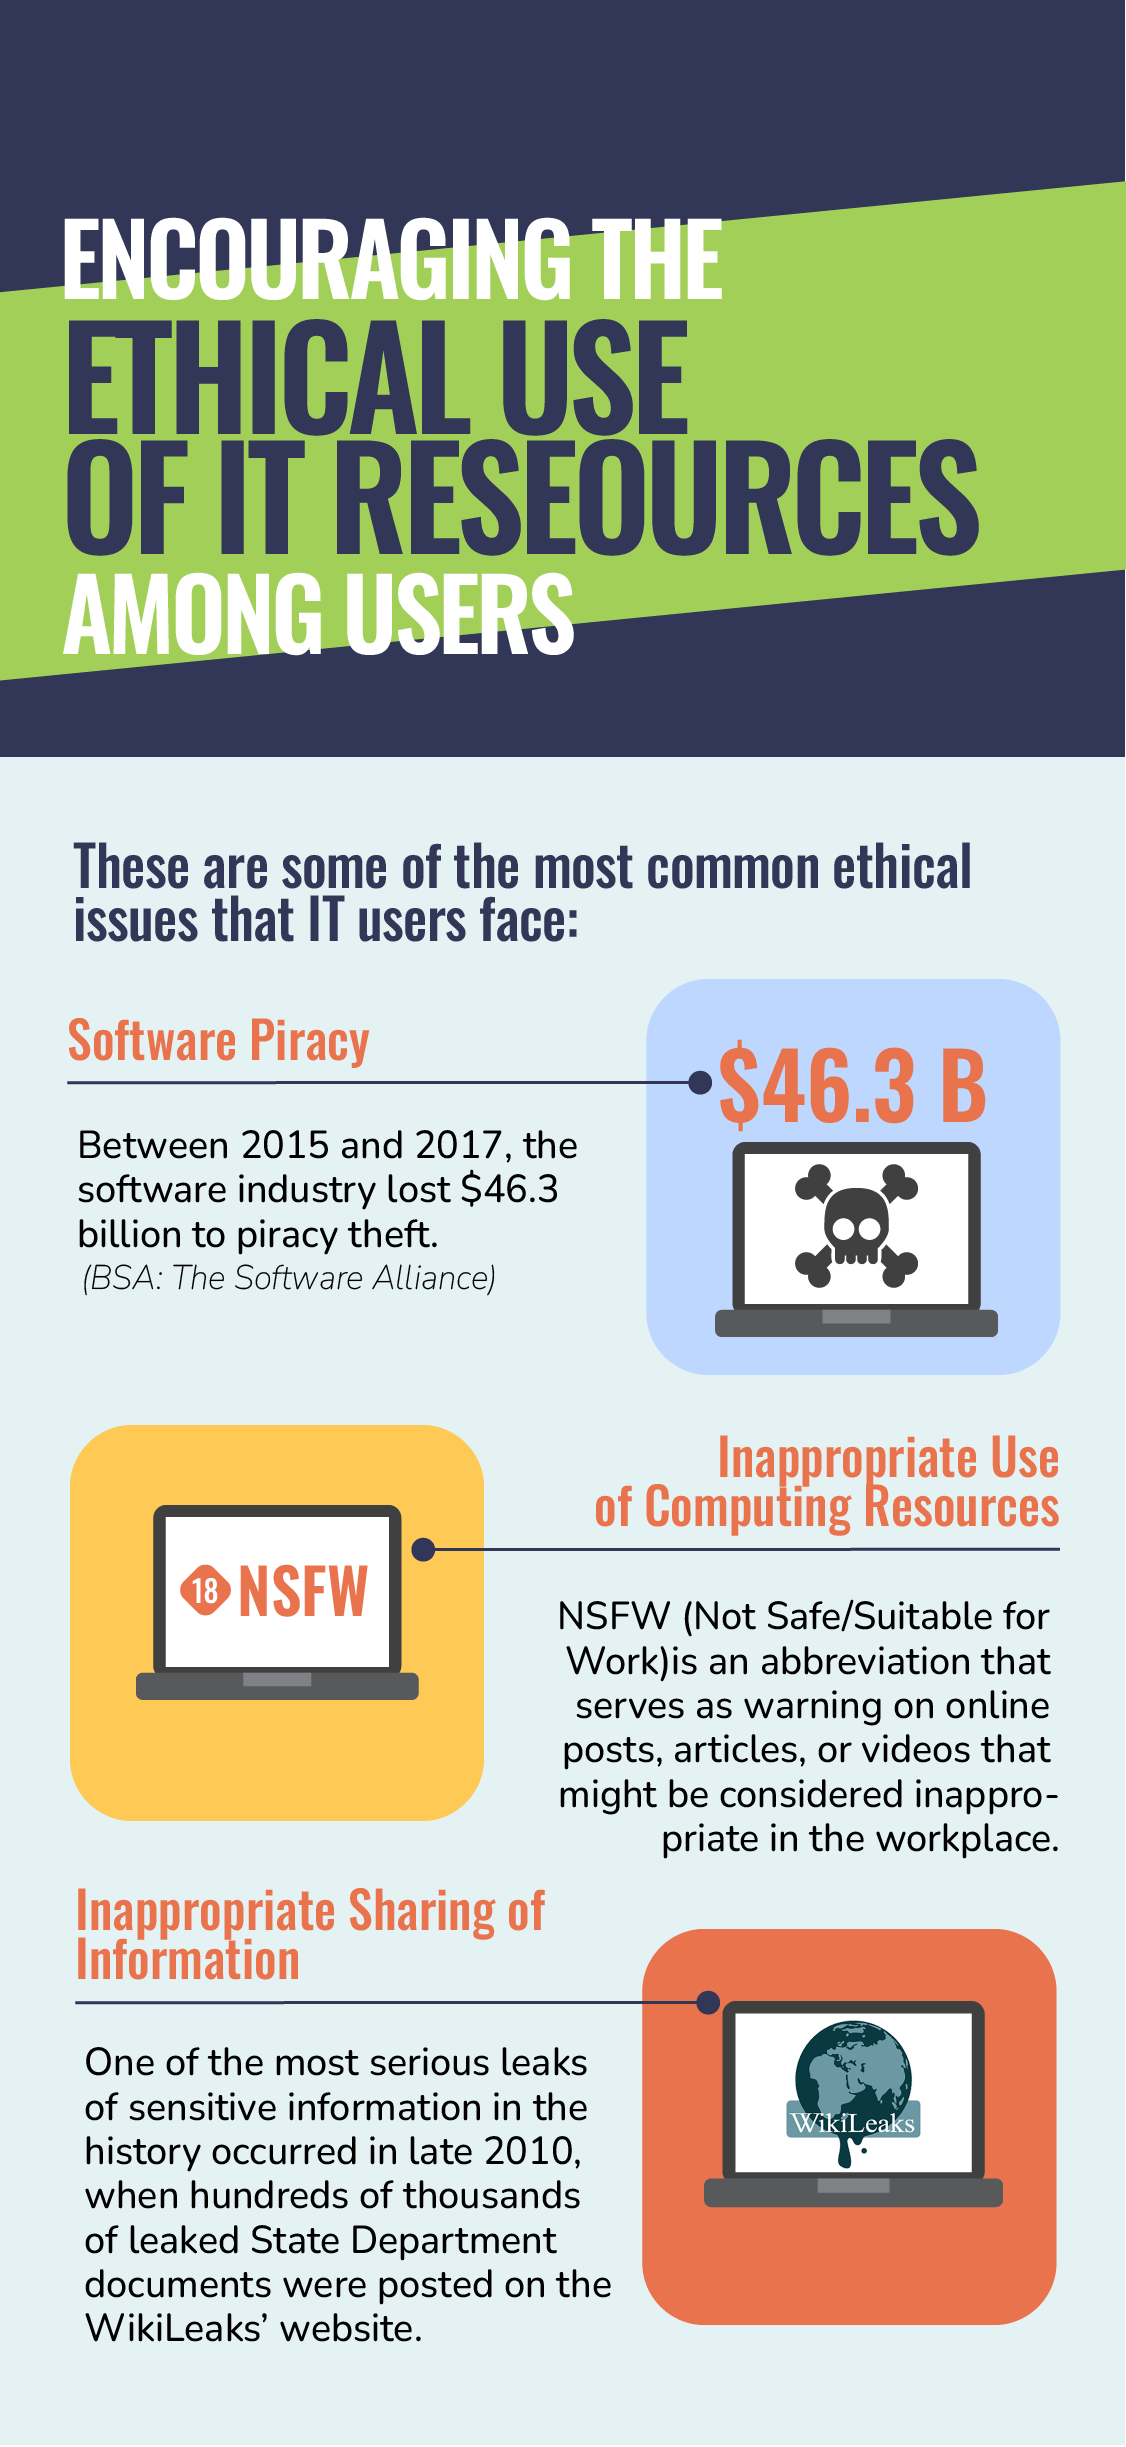 ENCOURAGING THE
ETHICAL USE
OF IT RESEOURCES
AMONG USERS
These are some of the most common ethical
issues that IT users face:
Software Piracy
$46.3 B
Between 2015 and 2017, the
software industry lost $46.3
billion to piracy theft.
(BSA: The Software Alliance)
Inappropriate Use
of Computing Resources
18 NSFW
NSFW (Not Safe/Suitable for
Work)is an abbreviation that
serves as warning on online
posts, articles, or videos that
might be considered inappro-
priate in the workplace.
Inappropriate Sharing of
Information
WikiLeaks
One of the most serious leaks
of sensitive information in the
history occurred in late 2010,
when hundreds of thousands
of leaked State Department
documents were posted on the
WikiLeaks’ website.